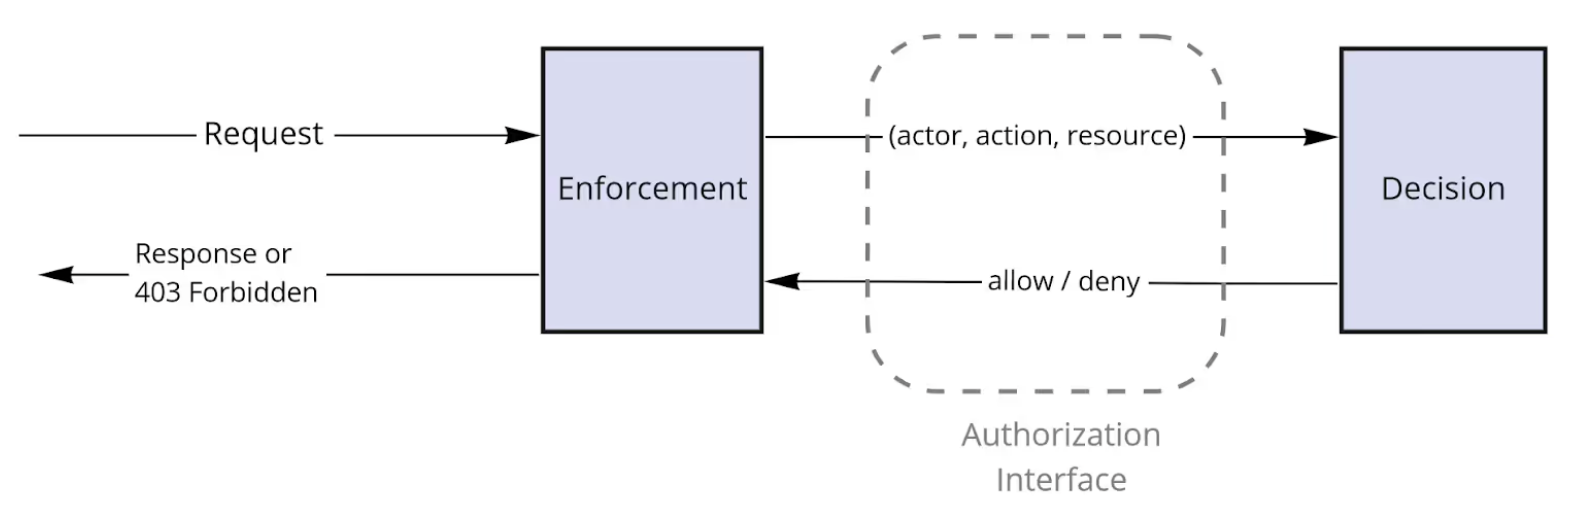 Request
Enforcement
(actor, action, resource)
Decision
Response or
403 Forbidden
allow / deny
Authorization
Interface